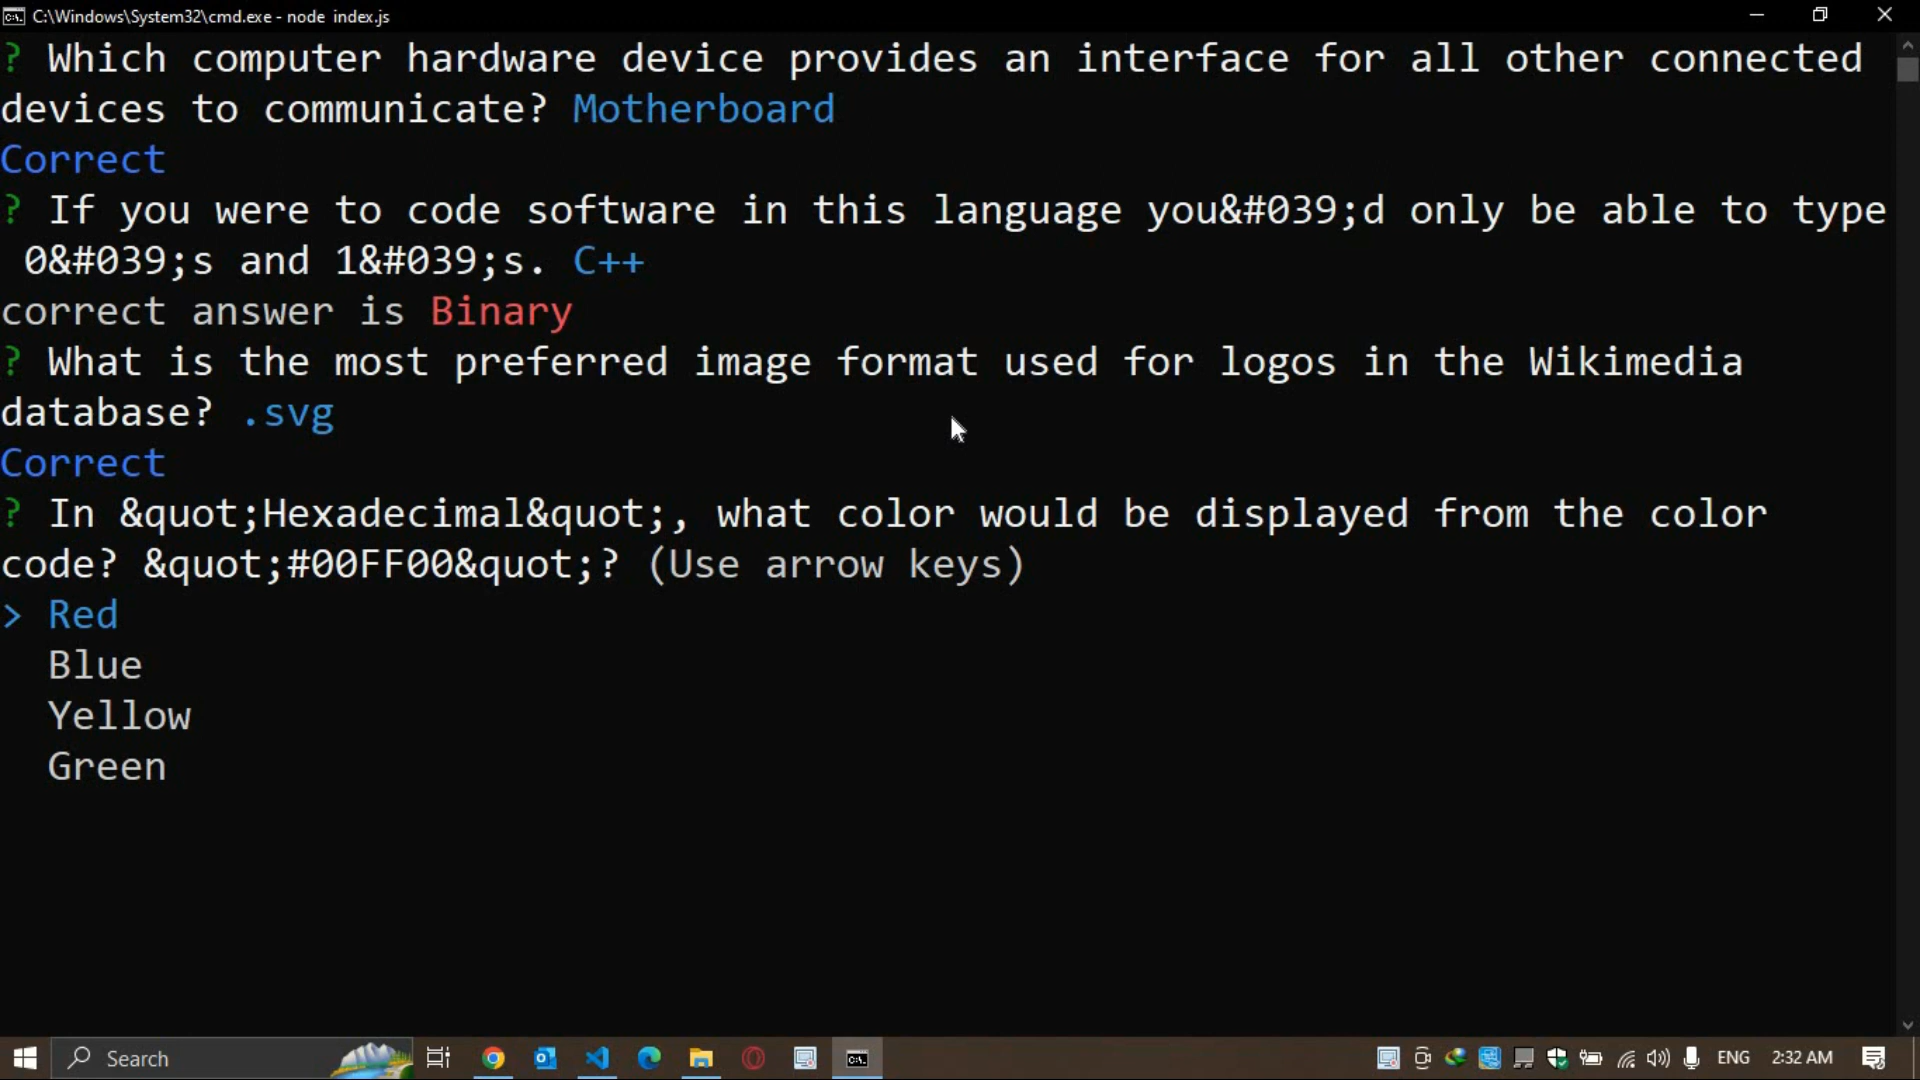 C:\Windows\System32\cmd.exe - node index.js
? Which computer hardware device provides an interface for all other connected
devices to communicate? Motherboard
Correct
? If you were to code software in this language you&#039;d only be able to type
0&#039;s and 1&#039;s. C++
correct answer is Binary
? What is the most preferred image format used for logos in the Wikimedia
database? .svg
Correct
? In &quot;Hexadecimal&quot;, what color would be displayed from the color
code? &quot;#00FF00&quot;? (Use arrow keys)
> Red
Blue
Yellow
Green
Search
ENG
2:32 AM